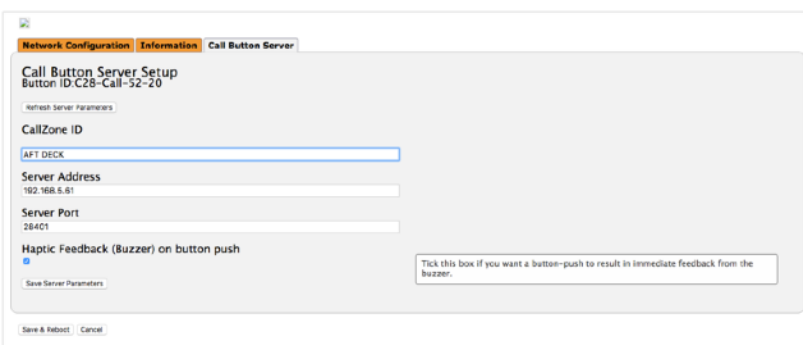 Network Configuration Information Call Button Server
Call Button Server Setup
Button ID:C28-Call-52-20
Refresh Server Parameters
CallZone ID
AFT DECK
Server Address
192.168.5.61
Server Port
28401
Haptic Feedback (Buzzer) on button push
Tick this box if you want a button-push to result in immediate feedback from the
buzzer.
Save Server Parameters
Save & Reboot Cancel